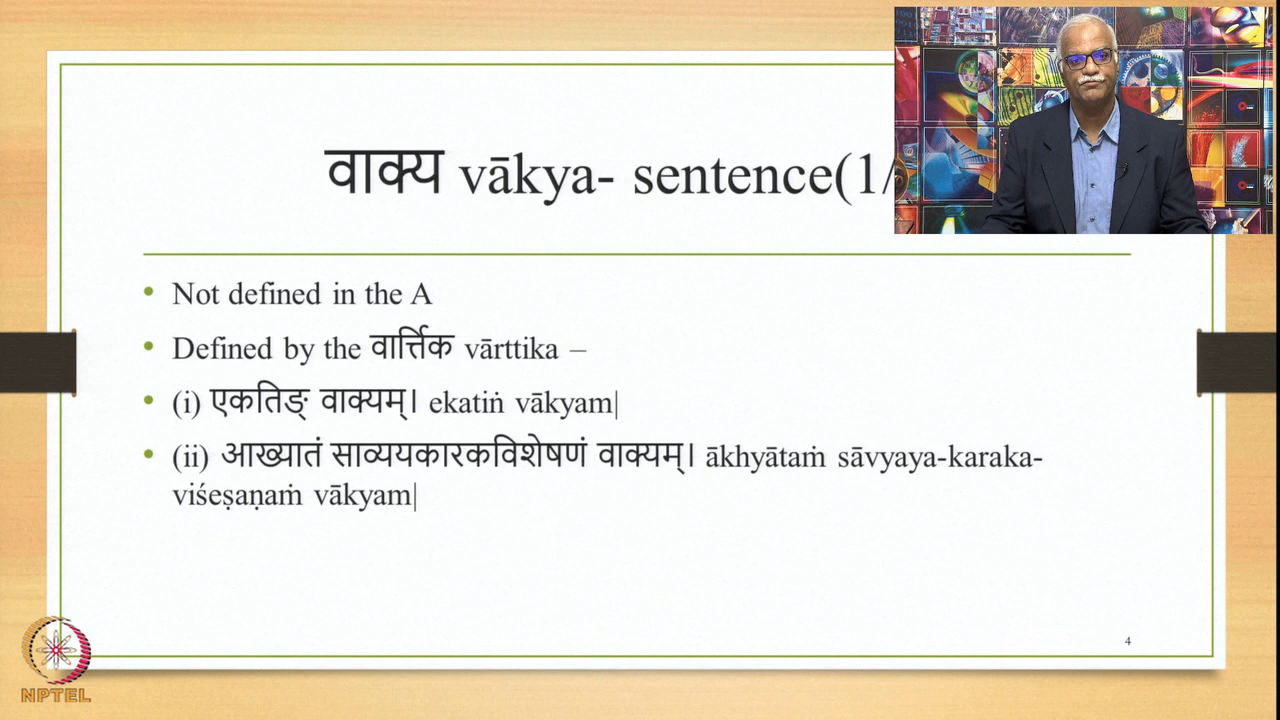 वाक्य vākya- sentence(1/
• Not defined in the A
• Defined by the वार्त्तिक vārttika –
• (i) एकतिङ् वाक्यम्। ekatiṅ vākyam|
• (ii) आख्यातं साव्ययकारकविशेषणं वाक्यम्। ākhyātaṁ sāvyaya-karaka-
viśeṣaṇaṁ vākyam|
4
NPTEL